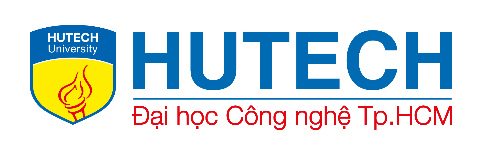 HUTECH
University
HUTECH
Đại học Công nghệ Tp.HCM